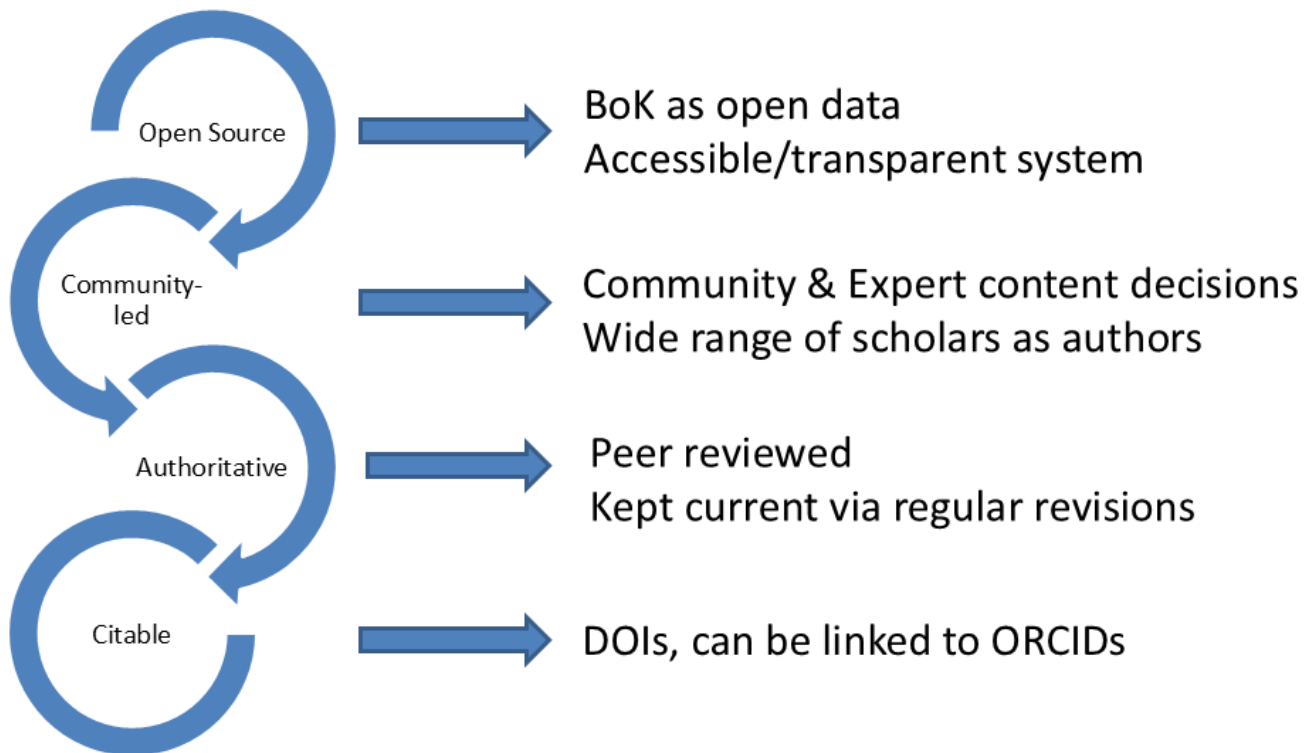 Open Source
BoK as open data
Accessible/transparent system
Community-
led
Community & Expert content decisions
Wide range of scholars as authors
Authoritative
Peer reviewed
Kept current via regular revisions
Citable
DOIs, can be linked to ORCIDs